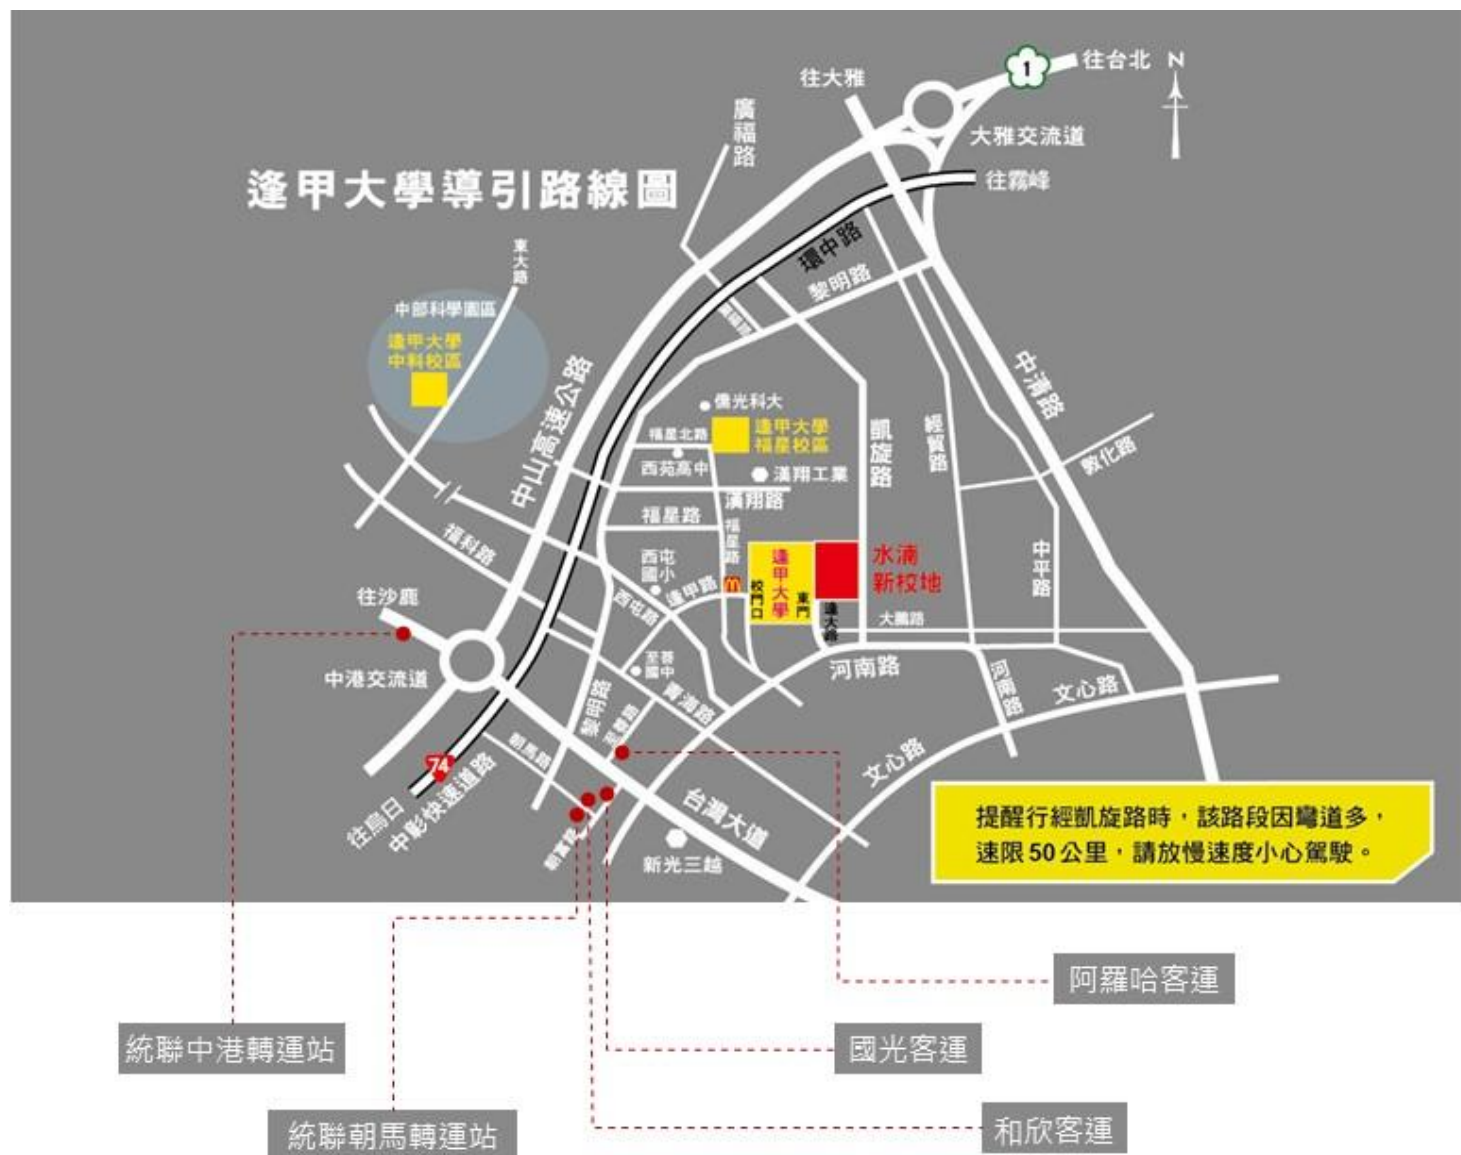 往台北
N
1
往大雅
大雅交流道
廣福路
往霧峰
逢甲大學導引路線圖
環中路
黎明路
東大路
中部科學園區
逢甲大學
中科校區
中山高速公路
中清路
僑光科大
逢甲大學
福星校區
福星北路
西苑高中
漢翔工業
漢翔路
凱旋路
經貿路
敦化路
福星路
福星路
福科路
西屯
國小
西屯路
逢甲路
校門口
逢甲大學
東門
水湳
新校地
逢大路
大鵬路
中平路
往沙鹿
中港交流道
至善
國中
青海路
河南路
河南路
文心路
文心路
黎明路
至善路
朝馬路
朝富路
74
往烏日
中彰快速道路
台灣大道
新光三越
提醒行經凱旋路時，該路段因彎道多，
速限50公里，請放慢速度小心駕駛。
阿羅哈客運
統聯中港轉運站
國光客運
統聯朝馬轉運站
和欣客運